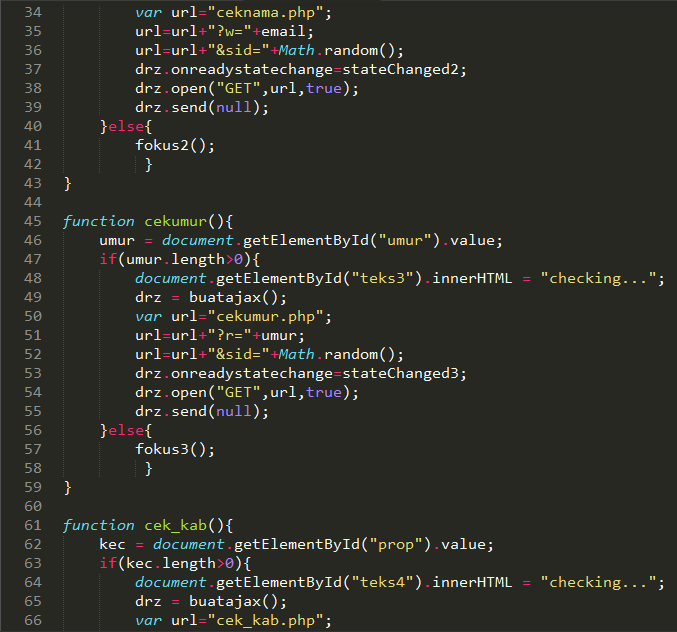 34 var url="ceknama.php";
35 url=url+"?w="+email;
36 url=url+"&sid="+Math.random();
37 drz.onreadystatechange=stateChanged2;
38 drz.open("GET",url,true);
39 drz.send(null);
40 }else{
41 fokus2();
42 }
43 }
44
45 function cekumur(){
46 umur = document.getElementById("umur").value;
47 if(umur.length>0){
48 document.getElementById("teks3").innerHTML = "checking...";
49 drz = buatajax();
50 var url="cekumur.php";
51 url=url+"?r="+umur;
52 url=url+"&sid="+Math.random();
53 drz.onreadystatechange=stateChanged3;
54 drz.open("GET",url,true);
55 drz.send(null);
56 }else{
57 fokus3();
58 }
59 }
60
61 function cek_kab(){
62 kec = document.getElementById("prop").value;
63 if(kec.length>0){
64 document.getElementById("teks4").innerHTML = "checking...";
65 drz = buatajax();
66 var url="cek_kab.php";